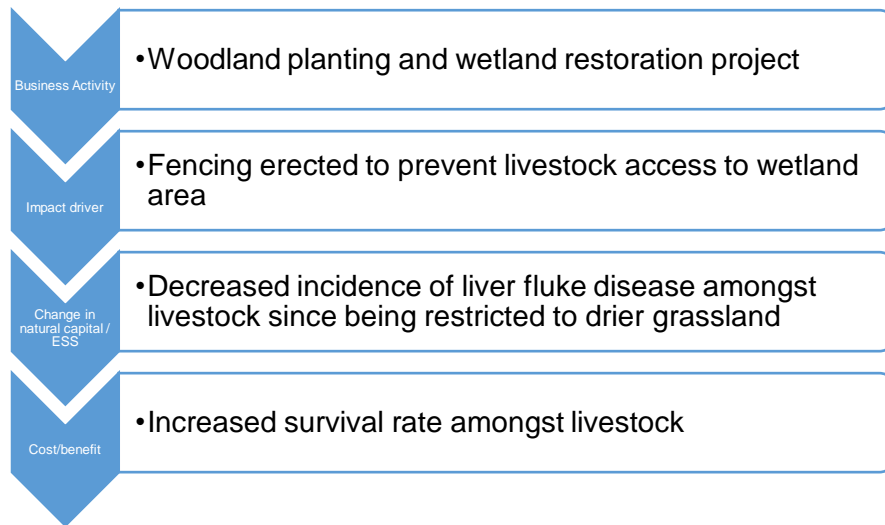 Business Activity
•Woodland planting and wetland restoration project
Impact driver
•Fencing erected to prevent livestock access to wetland
area
Change in
natural capital /
ESS
•Decreased incidence of liver fluke disease amongst
livestock since being restricted to drier grassland
Cost/benefit
•Increased survival rate amongst livestock